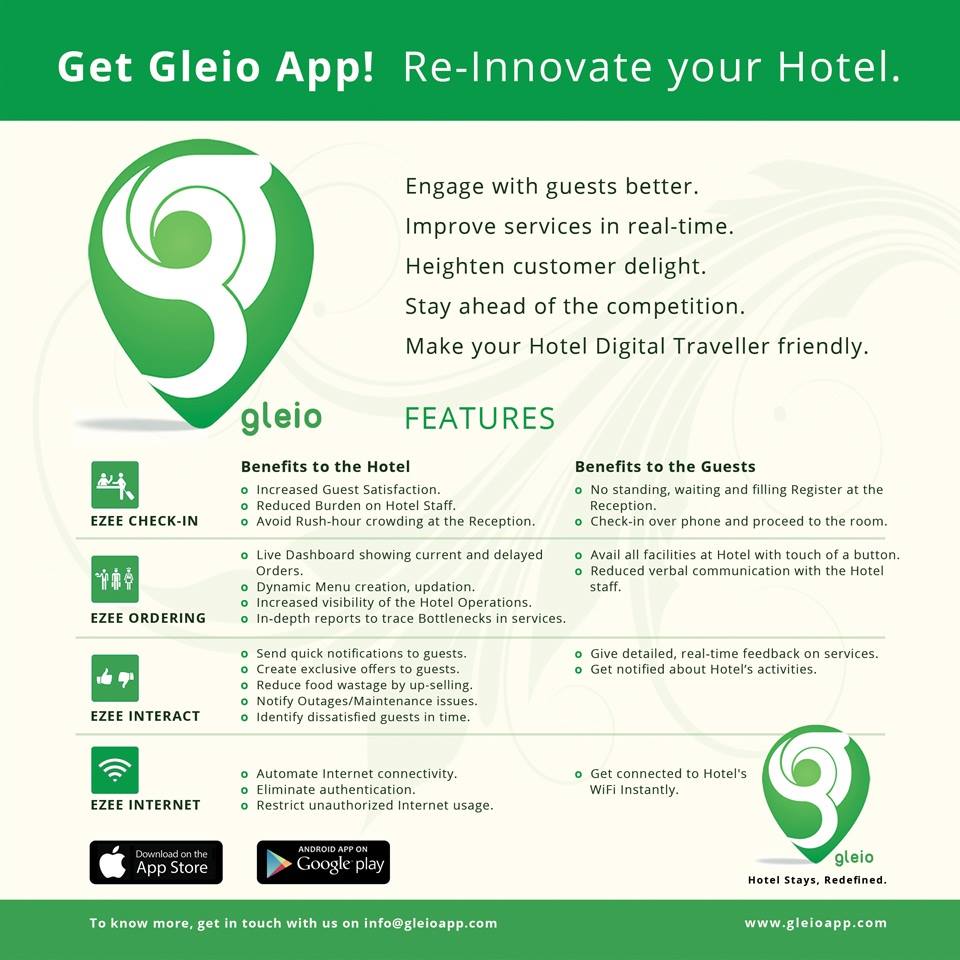 Get Gleio App! Re-Innovate your Hotel.
Engage with guests better.
Improve services in real-time.
Heighten customer delight.
Stay ahead of the competition.
Make your Hotel Digital Traveller friendly.
gleio
FEATURES
Benefits to the Hotel
Benefits to the Guests
EZEE CHECK-IN
Increased Guest Satisfaction.
Reduced Burden on Hotel Staff.
Avoid Rush-hour crowding at the Reception.
No standing, waiting and filling Register at the
Reception.
Check-in over phone and proceed to the room.
EZEE ORDERING
Live Dashboard showing current and delayed
Orders.
Dynamic Menu creation, updation.
Increased visibility of the Hotel Operations.
In-depth reports to trace Bottlenecks in services.
Avail all facilities at Hotel with touch of a button.
Reduced verbal communication with the Hotel
staff.
EZEE INTERACT
Send quick notifications to guests.
Create exclusive offers to guests.
Reduce food wastage by up-selling.
Notify Outages/Maintenance issues.
Identify dissatisfied guests in time.
Give detailed, real-time feedback on services.
Get notified about Hotel's activities.
EZEE INTERNET
Automate Internet connectivity.
Eliminate authentication.
Restrict unauthorized Internet usage.
Get connected to Hotel's
WiFi Instantly.
Download on the
App Store
ANDROID APP ON
Google play
gleio
Hotel Stays, Redefined.
To know more, get in touch with us on info@gleioapp.com
www.gleioapp.com